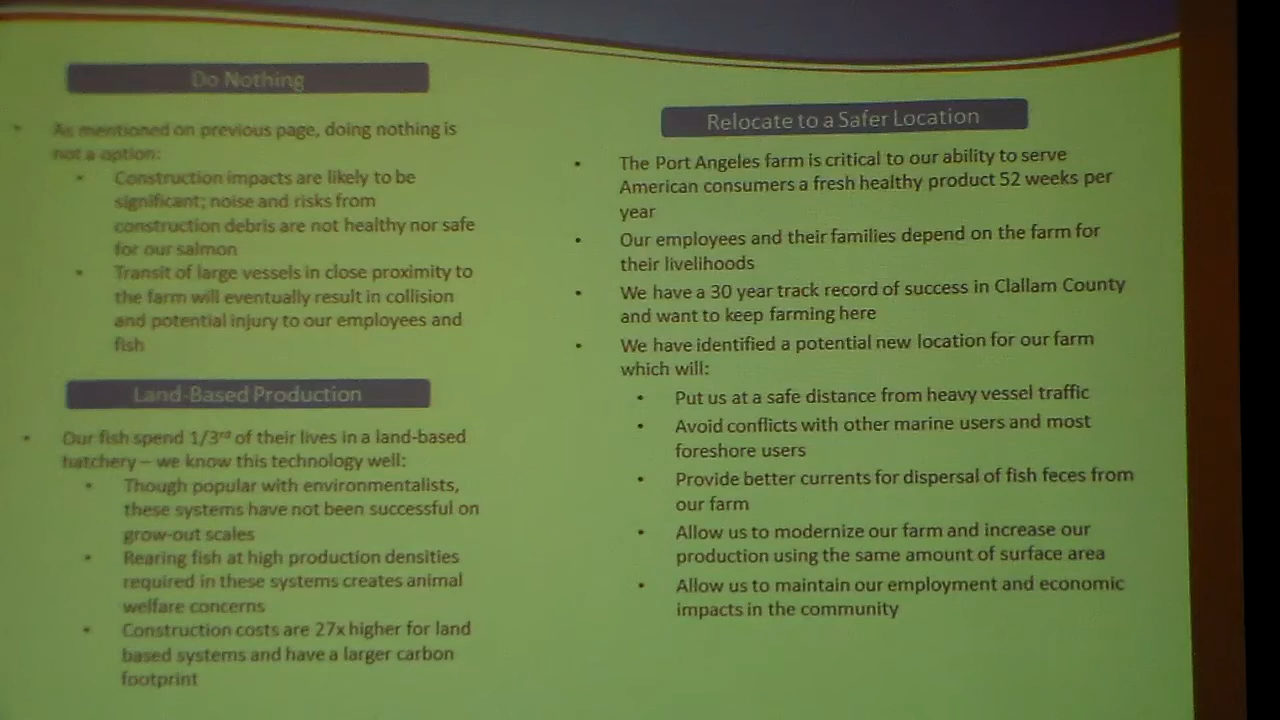 Do Nothing
• As mentioned on previous page, doing nothing is
not a option:
• Construction impacts are likely to be
significant; noise and risks from
construction debris are not healthy nor safe
for our salmon
• Transit of large vessels in close proximity to
the farm will eventually result in collision
and potential injury to our employees and
fish
Land-Based Production
• Our fish spend 1/3rd of their lives in a land-based
hatchery – we know this technology well:
• Though popular with environmentalists,
these systems have not been successful on
grow-out scales
• Rearing fish at high production densities
required in these systems creates animal
welfare concerns
• Construction costs are 27x higher for land
based systems and have a larger carbon
footprint
Relocate to a Safer Location
• The Port Angeles farm is critical to our ability to serve
American consumers a fresh healthy product 52 weeks per
year
• Our employees and their families depend on the farm for
their livelihoods
• We have a 30 year track record of success in Clallam County
and want to keep farming here
• We have identified a potential new location for our farm
which will:
• Put us at a safe distance from heavy vessel traffic
• Avoid conflicts with other marine users and most
foreshore users
• Provide better currents for dispersal of fish feces from
our farm
• Allow us to modernize our farm and increase our
production using the same amount of surface area
• Allow us to maintain our employment and economic
impacts in the community